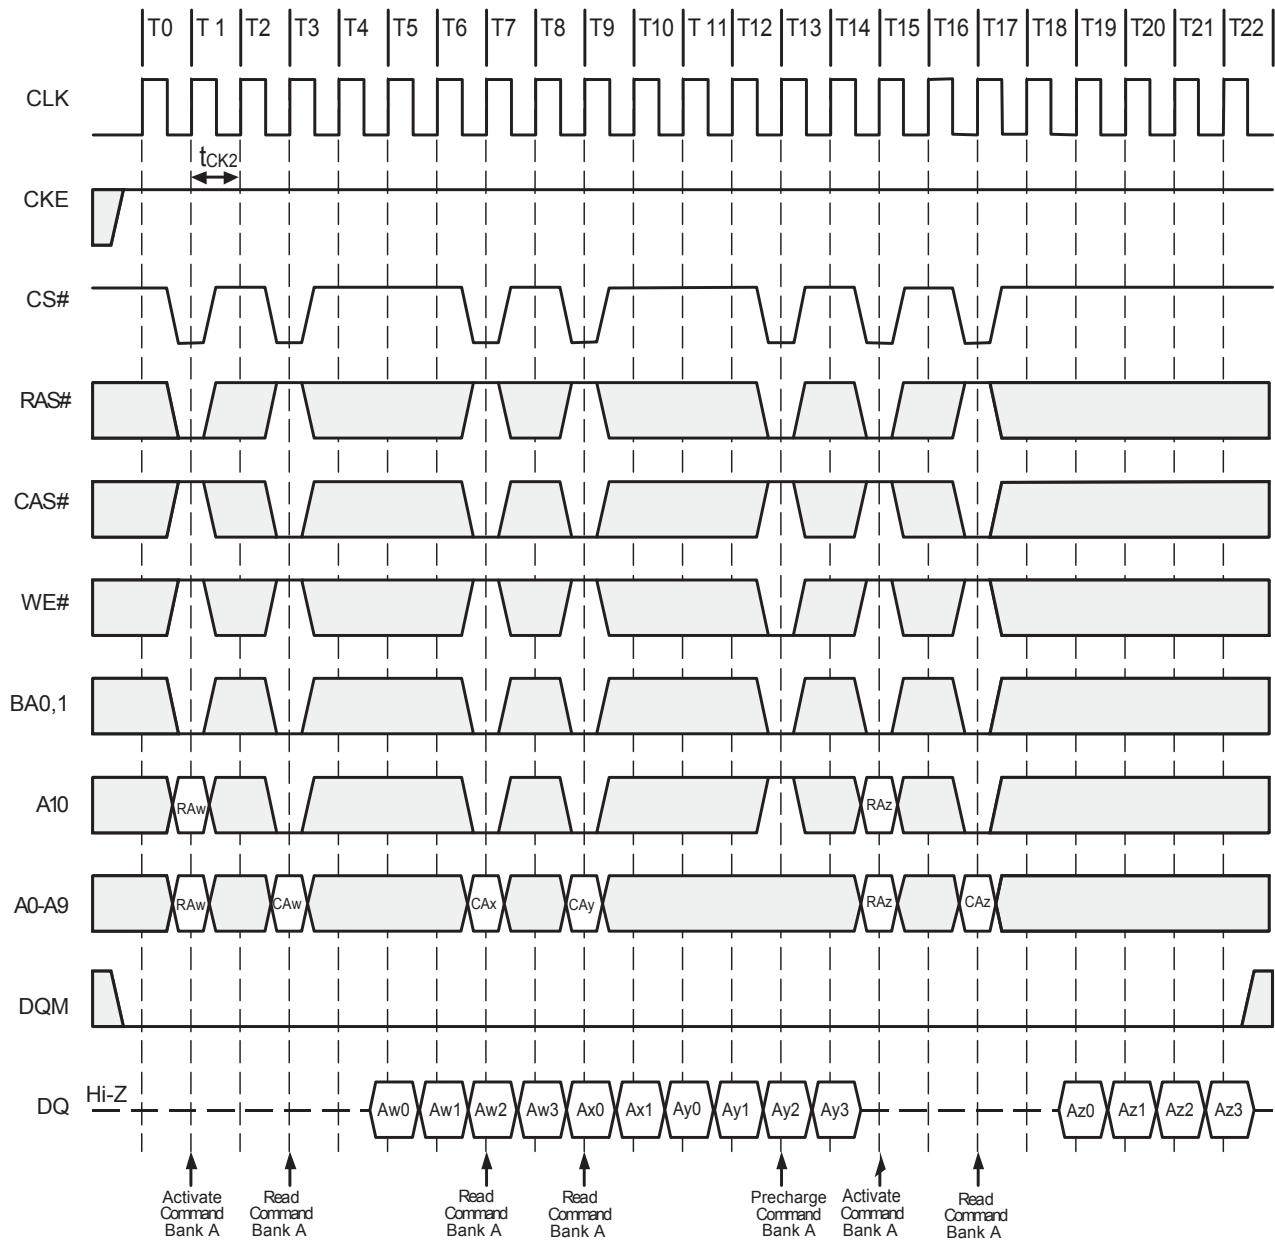 T0 T 1 T2 T3 T4 T5 T6 T7 T8 T9 T10 T 11 T12 T13 T14 T15 T16 T17 T18 T19 T20 T21 T22
CLK
tCK2
CKE
CS#
RAS#
CAS#
WE#
BA0,1
A10
RAw RAz
A0-A9
RAw CAw CAx CAy RAz CAz
DQM
Hi-Z
DQ
Aw0 Aw1 Aw2 Aw3 Ax0 Ax1 Ay0 Ay1 Ay2 Ay3 Az0 Az1 Az2 Az3
Activate
Command
Bank A
Read
Command
Bank A
Read
Command
Bank A
Read
Command
Bank A
Precharge
Command
Bank A
Activate
Command
Bank A
Read
Command
Bank A